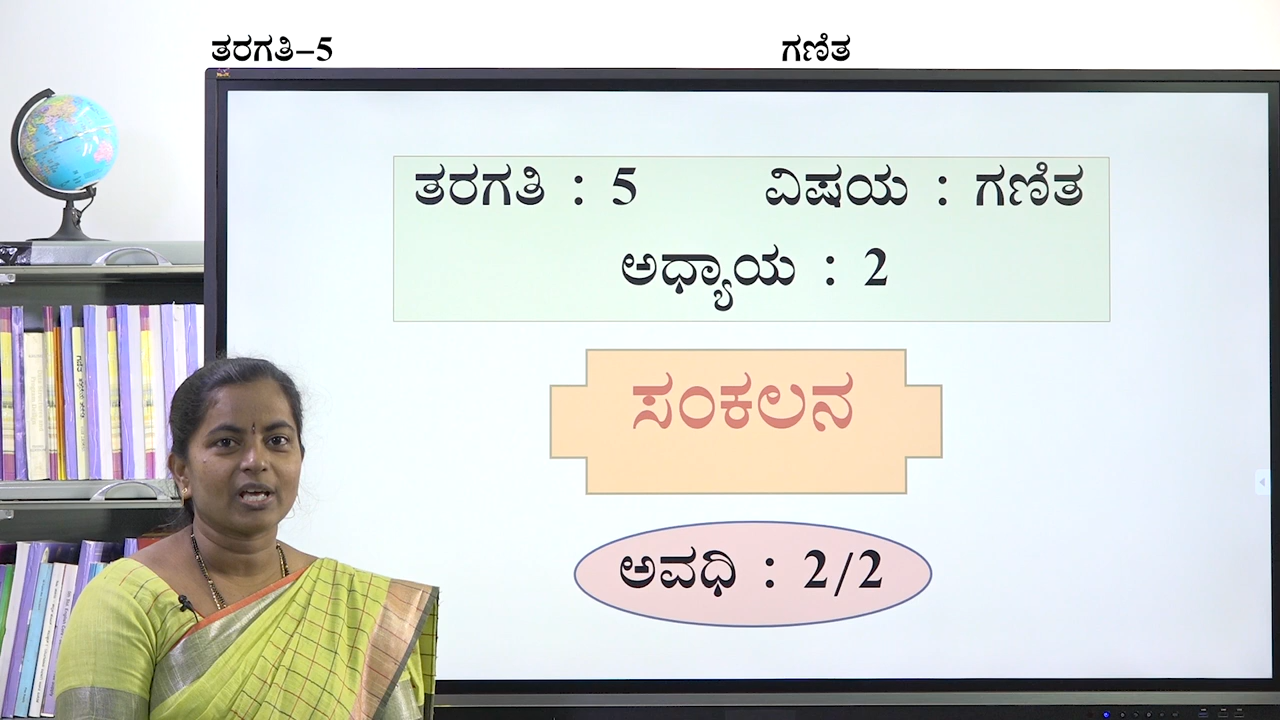 ತರಗತಿ-5 ಗಣಿತ
ತರಗತಿ : 5 ವಿಷಯ : ಗಣಿತ
ಅಧ್ಯಾಯ : 2
ಸಂಕಲನ
ಅವಧಿ : 2/2